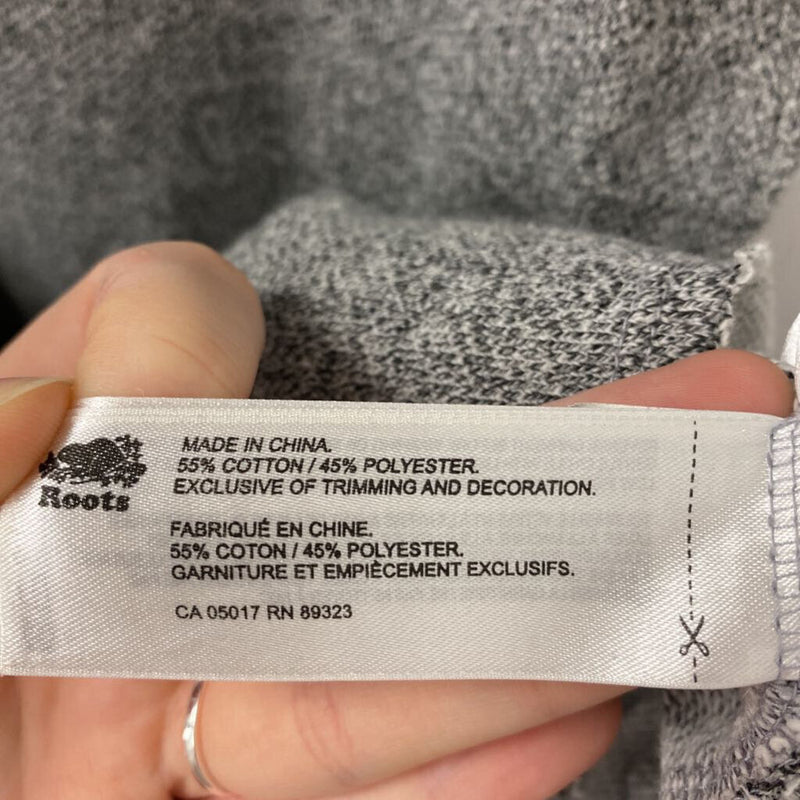 Roots
MADE IN CHINA.
55% COTTON / 45% POLYESTER.
EXCLUSIVE OF TRIMMING AND DECORATION.
FABRIQUÉ EN CHINE.
55% COTON / 45% POLYESTER.
GARNITURE ET EMPIÈCEMENT EXCLUSIFS.
CA 05017 RN 89323